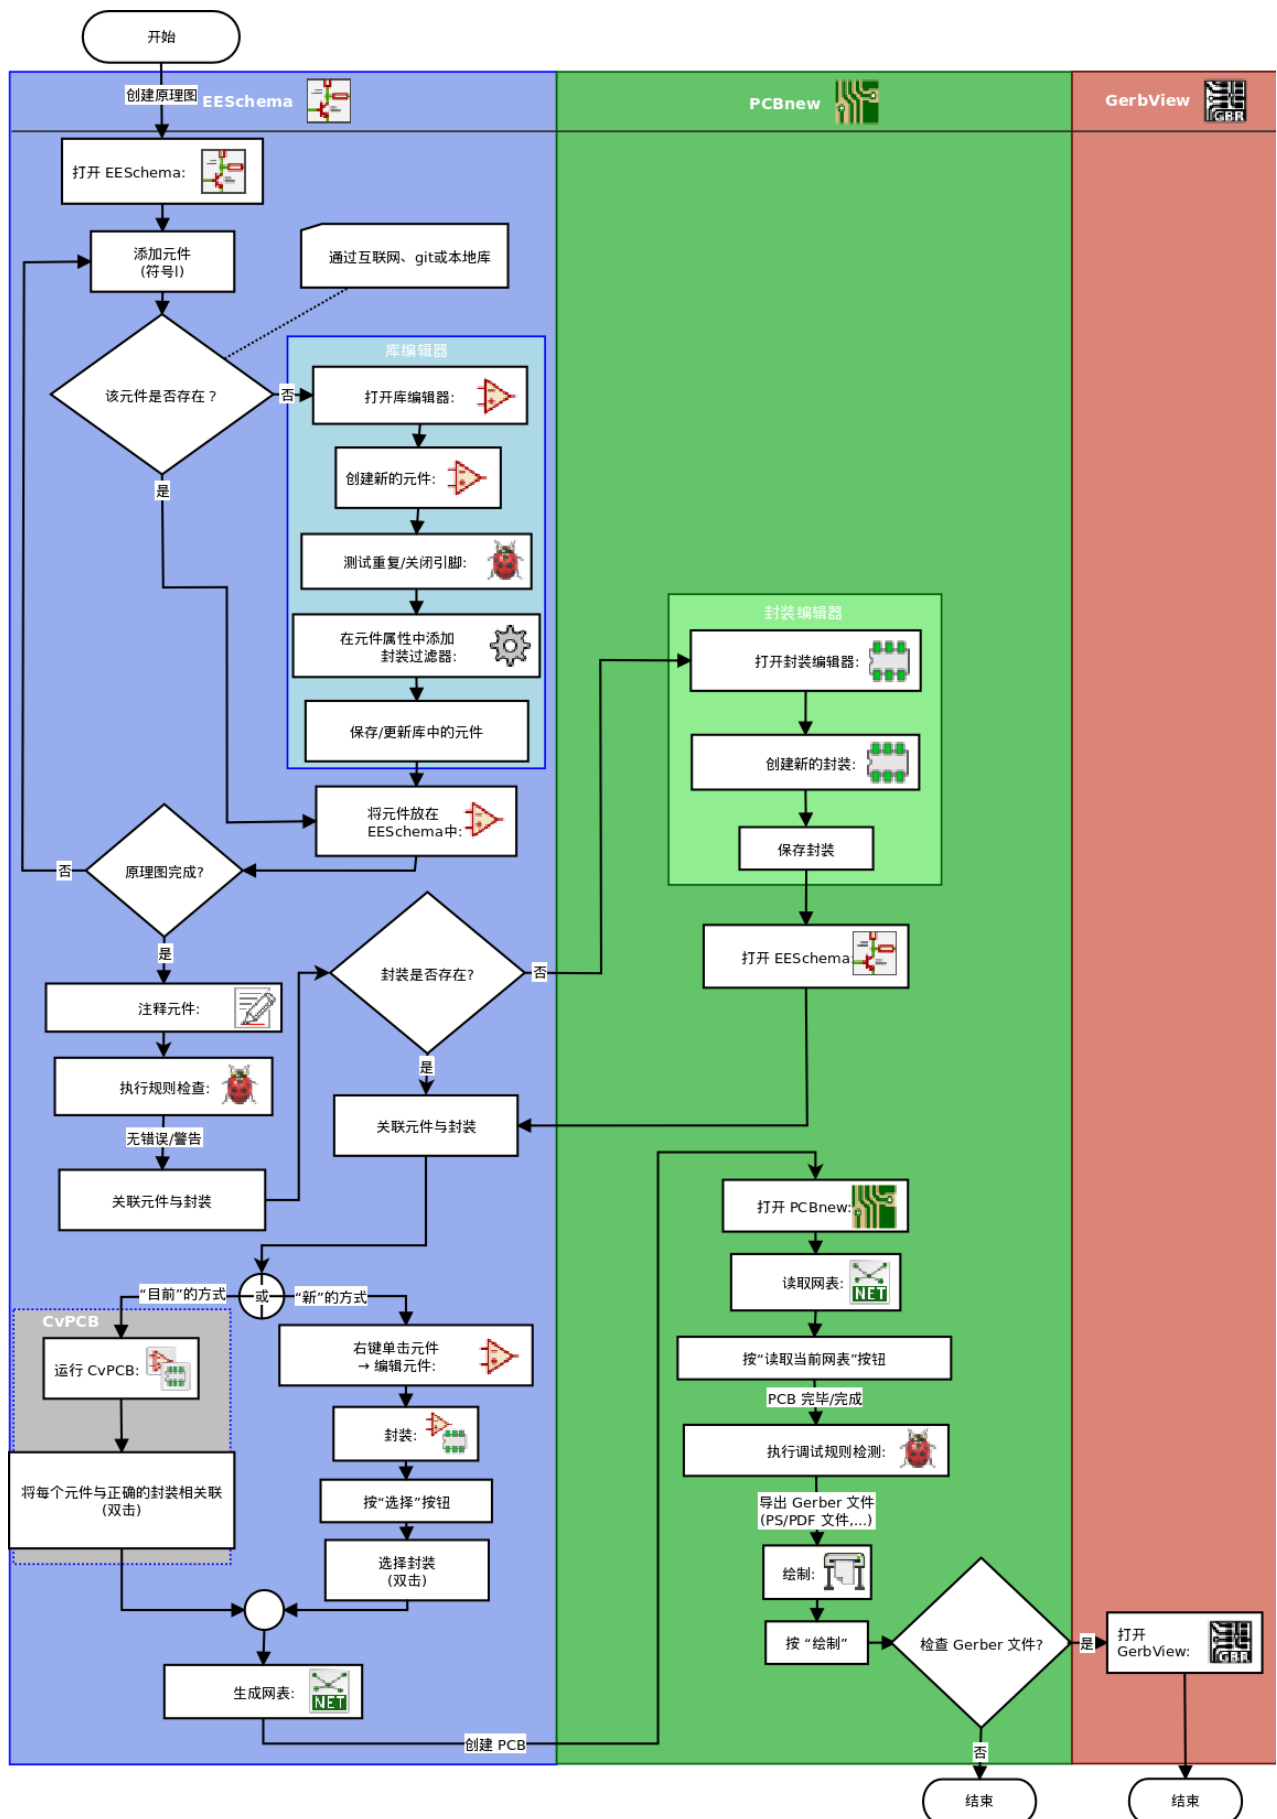 开始
创建原理图
EESchema
PCBnew
GerbView
GBR
打开 EESchema:
添加元件
(符号l)
通过互联网、git或本地库
库编辑器
该元件是否存在？
否
打开库编辑器:
创建新的元件:
是
测试重复/关闭引脚:
在元件属性中添加
封装过滤器:
保存/更新库中的元件
封装编辑器
打开封装编辑器:
创建新的封装:
保存封装
将元件放在
EESchema中:
原理图完成?
否
是
封装是否存在?
否
打开 EESchema:
注释元件:
执行规则检查:
是
无错误/警告
关联元件与封装
关联元件与封装
打开 PCBnew:
读取网表:
NET
“目前”的方式
或
“新”的方式
CvPCB
运行 CvPCB:
右键单击元件
→ 编辑元件:
按“读取当前网表”按钮
PCB 完毕/完成
封装:
执行调试规则检测:
将每个元件与正确的封装相关联
(双击)
按“选择”按钮
导出 Gerber 文件
(PS/PDF 文件,...)
选择封装
(双击)
绘制:
按 “绘制”
检查 Gerber 文件?
是
打开
GerbView:
GBR
生成网表:
NET
创建 PCB
否
结束
结束